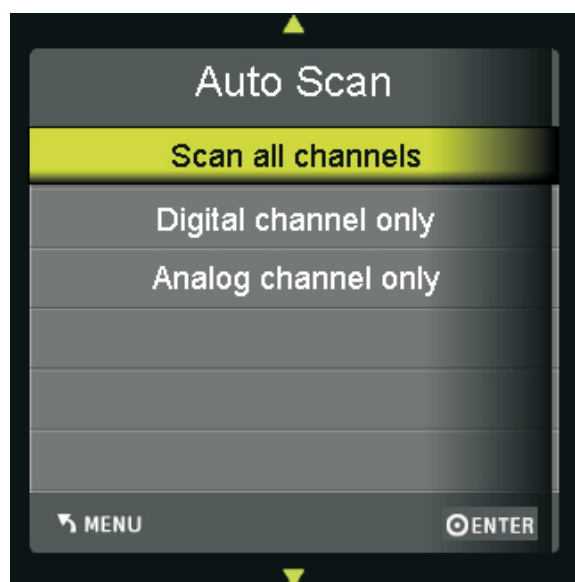 Auto Scan
Scan all channels
Digital channel only
Analog channel only
MENU ENTER